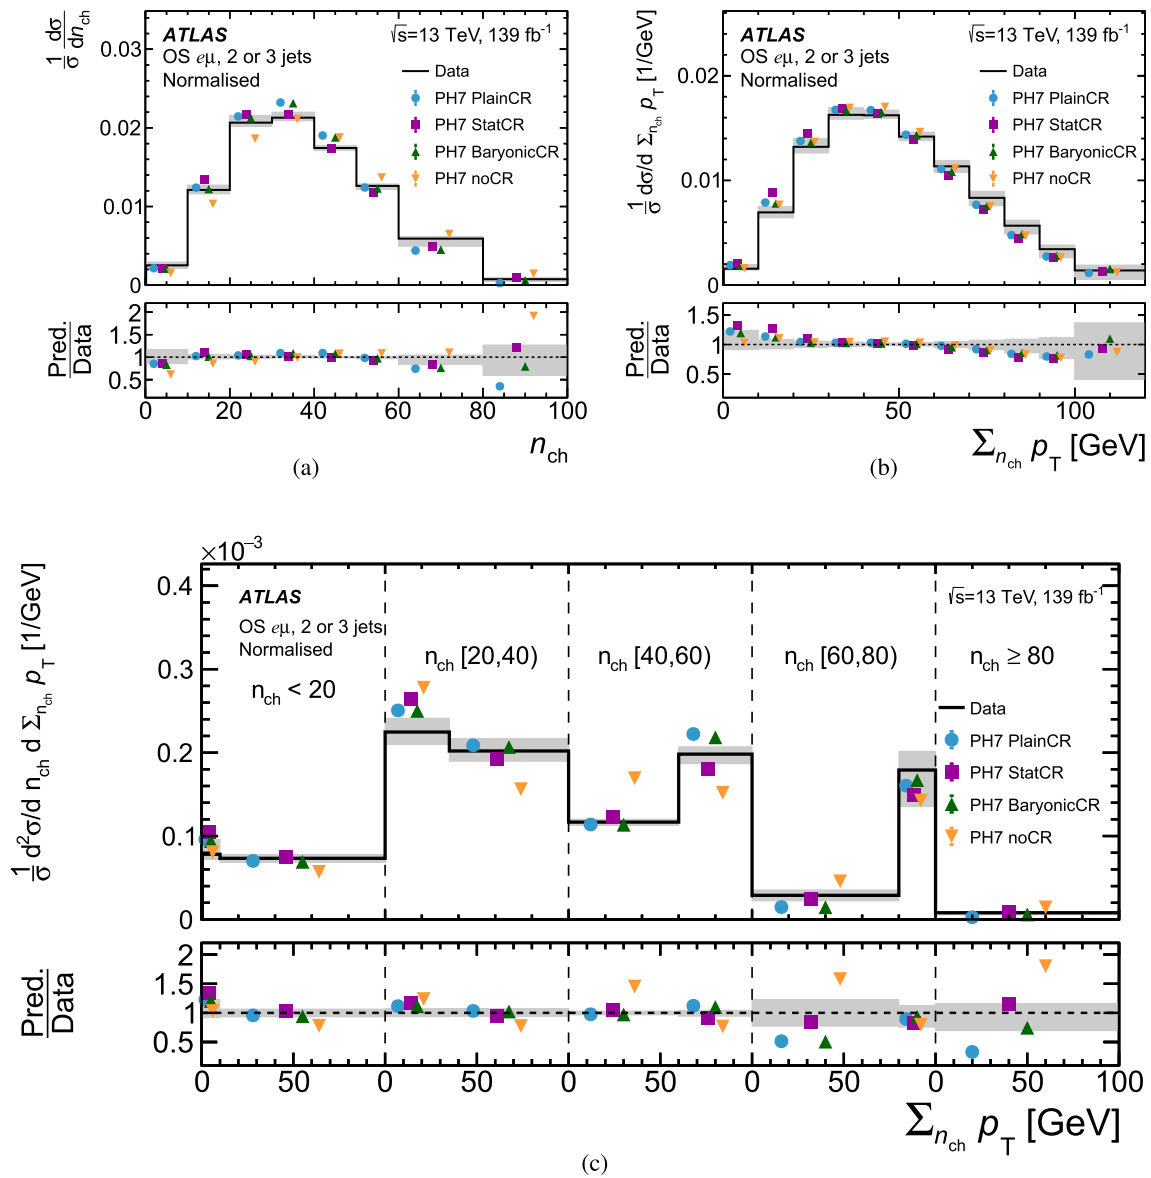 1/σ dσ/dn_ch
ATLAS
√s=13 TeV, 139 fb⁻¹
OS eμ, 2 or 3 jets
Normalised
Data
PH7 PlainCR
PH7 StatCR
PH7 BaryonicCR
PH7 noCR
0.03
0.02
0.01
0
Pred./Data
2
1.5
1
0.5
0 20 40 60 80 100
n_ch
(a)
1/σ dσ/d Σ_n_ch p_T [1/GeV]
ATLAS
√s=13 TeV, 139 fb⁻¹
OS eμ, 2 or 3 jets
Normalised
Data
PH7 PlainCR
PH7 StatCR
PH7 BaryonicCR
PH7 noCR
0.02
0.01
0
Pred./Data
1.5
1
0.5
0 50 100
Σ_n_ch p_T [GeV]
(b)
×10⁻³
1/σ d²σ/d n_ch d Σ_n_ch p_T [1/GeV]
ATLAS
√s=13 TeV, 139 fb⁻¹
OS eμ, 2 or 3 jets
Normalised
n_ch < 20
n_ch [20,40)
n_ch [40,60)
n_ch [60,80)
n_ch ≥ 80
Data
PH7 PlainCR
PH7 StatCR
PH7 BaryonicCR
PH7 noCR
0.4
0.3
0.2
0.1
0
Pred./Data
2
1.5
1
0.5
0 50 0 50 0 50 0 50 0 50 100
Σ_n_ch p_T [GeV]
(c)